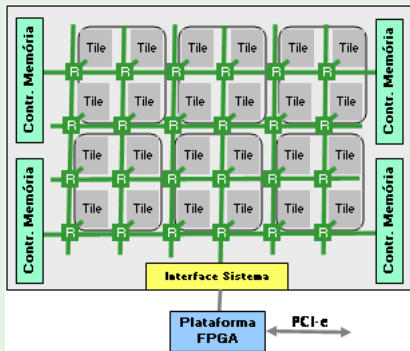 Contr. Memória
Contr. Memória
Tile Tile Tile Tile Tile Tile
R R R R R R
Tile Tile Tile Tile Tile Tile
R R R R R R
Tile Tile Tile Tile Tile Tile
R R R R R R
Tile Tile Tile Tile Tile Tile
R R R R R R
Contr. Memória
Contr. Memória
Interface Sistema
Plataforma
FPGA
PCI-e